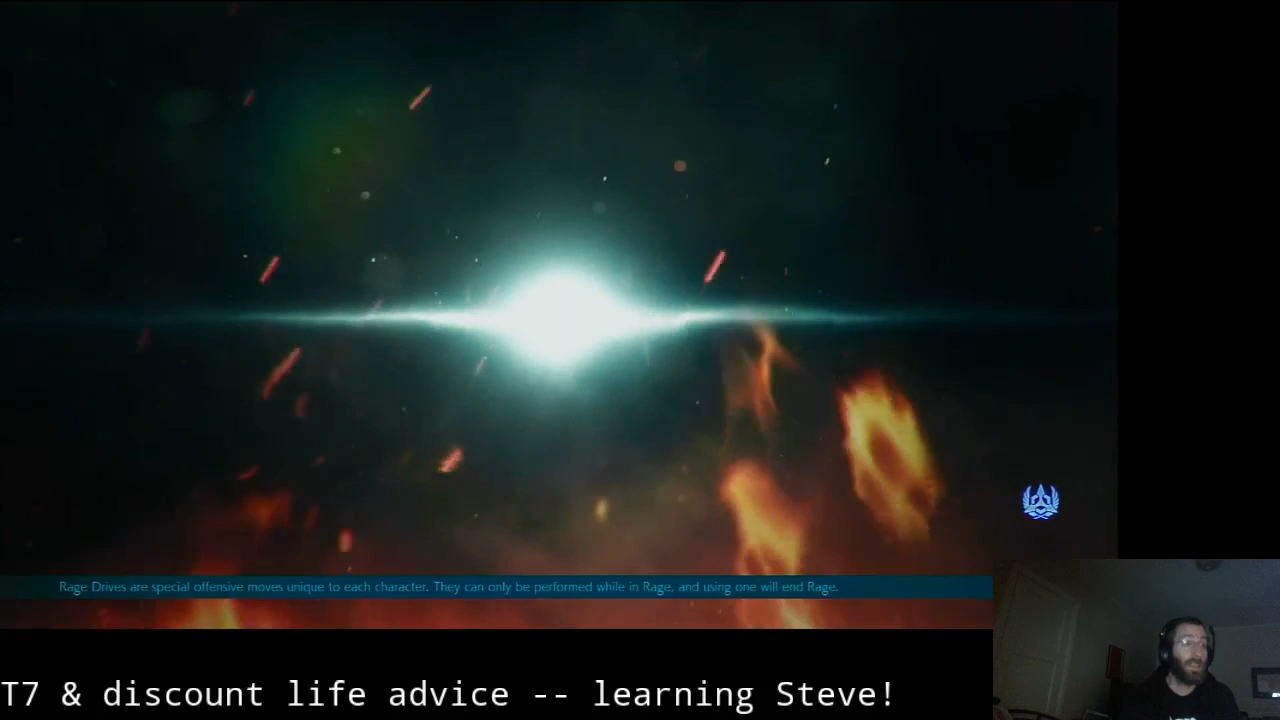 Rage Drives are special offensive moves unique to each character. They can only be performed while in Rage, and using one will end Rage.
T7 & discount life advice -- learning Steve!